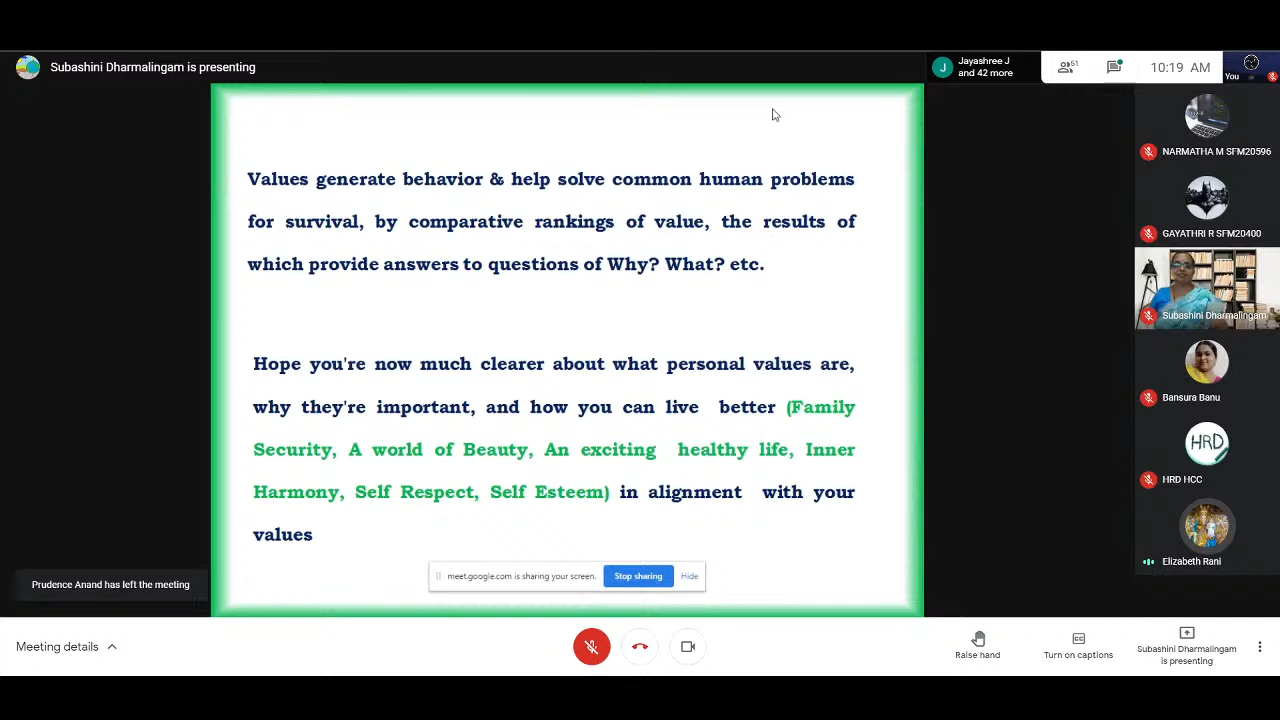 Subashini Dharmalingam is presenting
J
Jayashree J
and 42 more
51
10:19 AM
You
Values generate behavior & help solve common human problems
for survival, by comparative rankings of value, the results of
which provide answers to questions of Why? What? etc.
Hope you're now much clearer about what personal values are,
why they're important, and how you can live better (Family
Security, A world of Beauty, An exciting healthy life, Inner
Harmony, Self Respect, Self Esteem) in alignment with your
values
meet.google.com is sharing your screen.
Stop sharing
Hide
NARMATHA M SFM20596
GAYATHRI R SFM20400
Subashini Dharmalingam
Bansura Banu
HRD
HRD HCC
Elizabeth Rani
Prudence Anand has left the meeting
Meeting details
Raise hand
CC
Turn on captions
Subashini Dharmalingam
is presenting